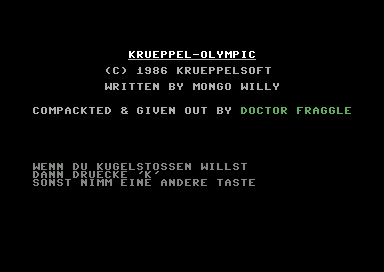 KRUEPPEL-OLYMPIC
(C) 1986 KRUEPPELSOFT
WRITTEN BY MONGO WILLY
COMPACKTED & GIVEN OUT BY DOCTOR FRAGGLE
WENN DU KUGELSTOSSEN WILLST
DANN DRUECKE 'K'
SONST NIMM EINE ANDERE TASTE